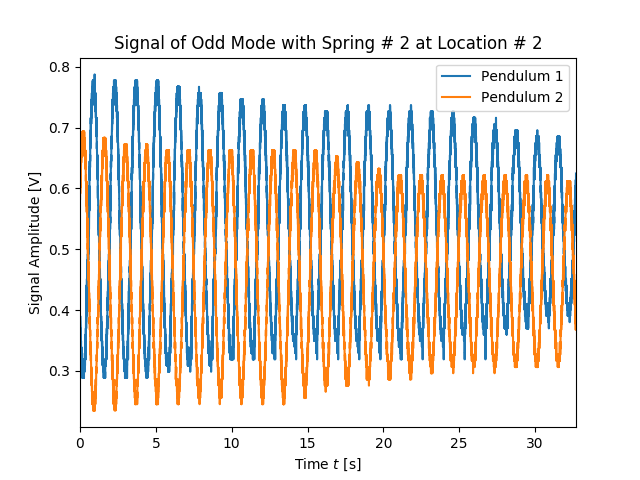 Signal of Odd Mode with Spring # 2 at Location # 2
Pendulum 1
Pendulum 2
Signal Amplitude [V]
0.8
0.7
0.6
0.5
0.4
0.3
0 5 10 15 20 25 30
Time t [s]